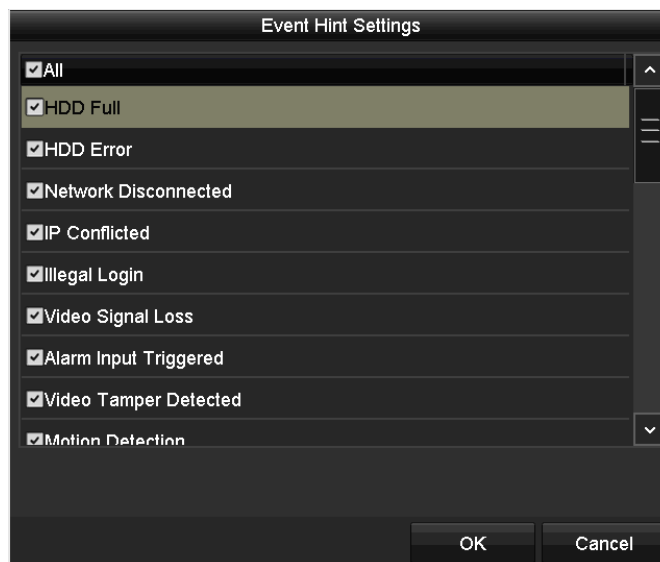 Event Hint Settings
All
HDD Full
HDD Error
Network Disconnected
IP Conflicted
Illegal Login
Video Signal Loss
Alarm Input Triggered
Video Tamper Detected
Motion Detection
OK
Cancel